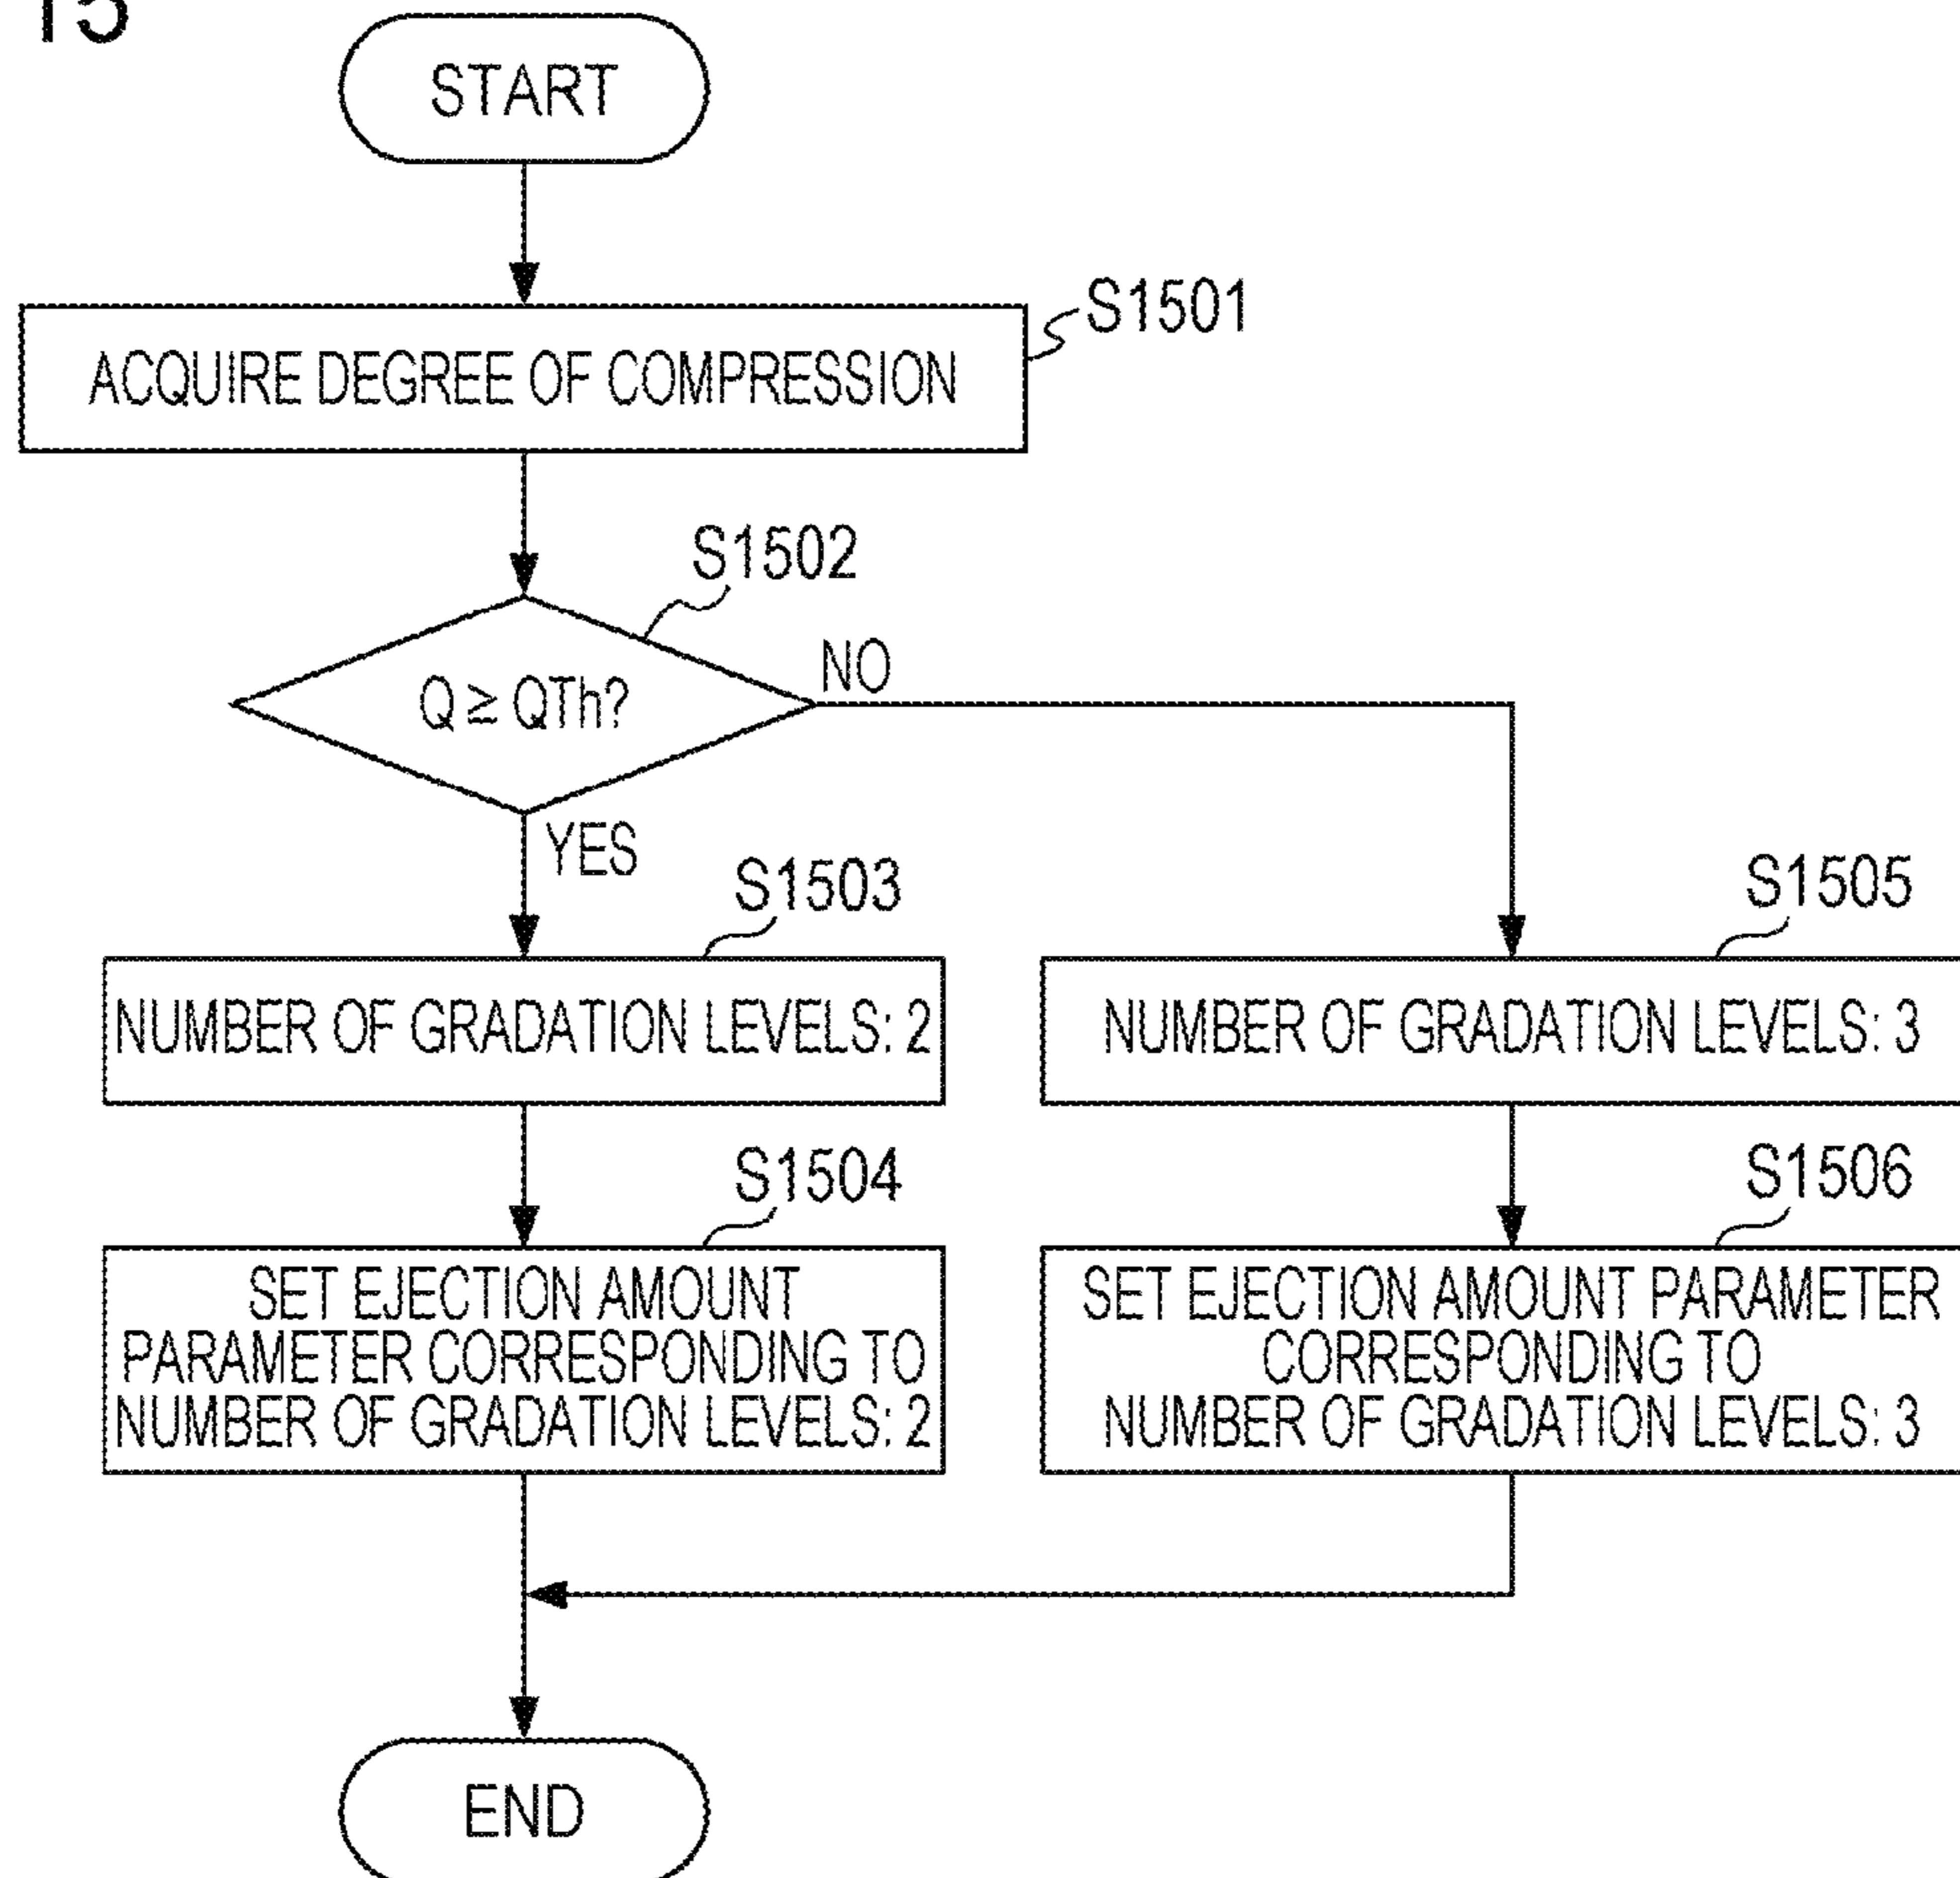 15
START
S1501
ACQUIRE DEGREE OF COMPRESSION
S1502
NO
Q ≧ QTh?
YES
S1503
NUMBER OF GRADATION LEVELS: 2
S1505
NUMBER OF GRADATION LEVELS: 3
S1504
SET EJECTION AMOUNT
PARAMETER CORRESPONDING TO
NUMBER OF GRADATION LEVELS: 2
S1506
SET EJECTION AMOUNT PARAMETER
CORRESPONDING TO
NUMBER OF GRADATION LEVELS: 3
END